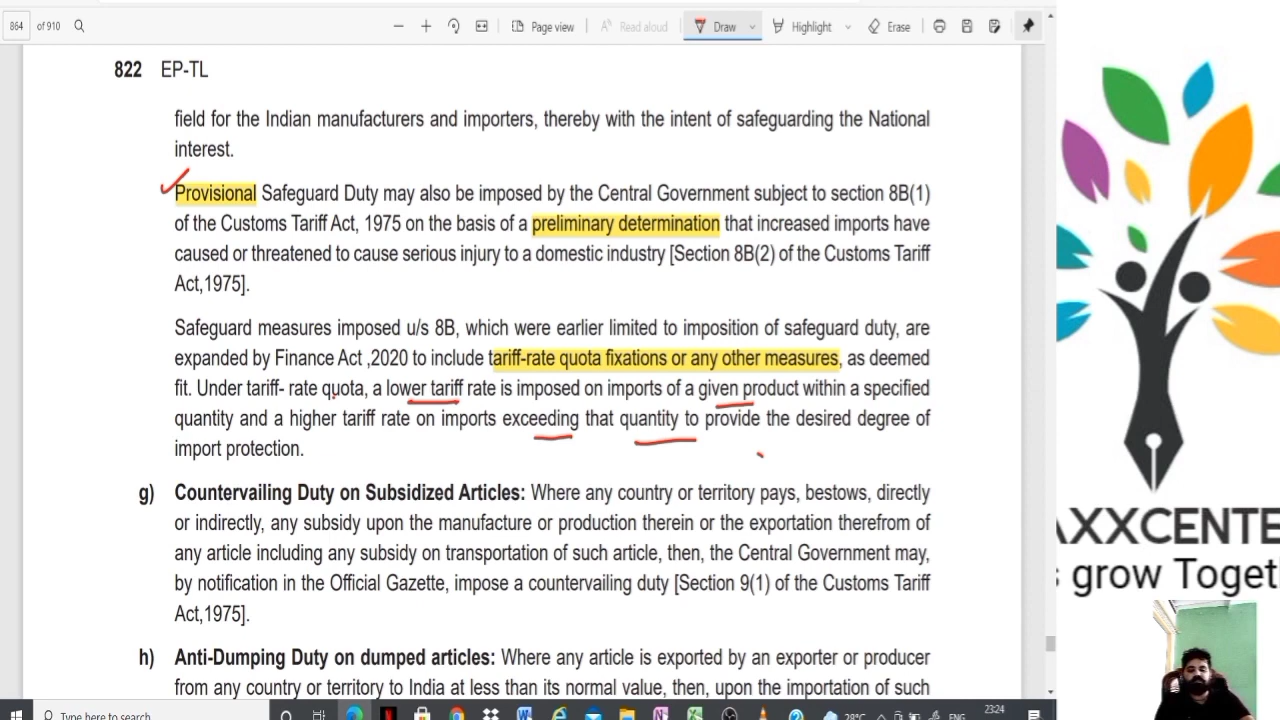 864 of 910 Page view Read aloud Draw Highlight Erase
822 EP-TL
field for the Indian manufacturers and importers, thereby with the intent of safeguarding the National
interest.
Provisional Safeguard Duty may also be imposed by the Central Government subject to section 8B(1)
of the Customs Tariff Act, 1975 on the basis of a preliminary determination that increased imports have
caused or threatened to cause serious injury to a domestic industry [Section 8B(2) of the Customs Tariff
Act,1975].
Safeguard measures imposed u/s 8B, which were earlier limited to imposition of safeguard duty, are
expanded by Finance Act ,2020 to include tariff-rate quota fixations or any other measures, as deemed
fit. Under tariff- rate quota, a lower tariff rate is imposed on imports of a given product within a specified
quantity and a higher tariff rate on imports exceeding that quantity to provide the desired degree of
import protection.
g) Countervailing Duty on Subsidized Articles: Where any country or territory pays, bestows, directly
or indirectly, any subsidy upon the manufacture or production therein or the exportation therefrom of
any article including any subsidy on transportation of such article, then, the Central Government may,
by notification in the Official Gazette, impose a countervailing duty [Section 9(1) of the Customs Tariff
Act,1975].
h) Anti-Dumping Duty on dumped articles: Where any article is exported by an exporter or producer
from any country or territory to India at less than its normal value, then, upon the importation of such
AXXCENTE
s grow Togeth
Type here to search 28°C ENG 23:24